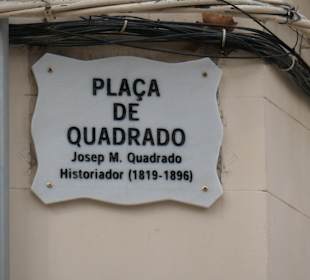 PLAÇA
DE
QUADRADO
Josep M. Quadrado
Historiador (1819-1896)